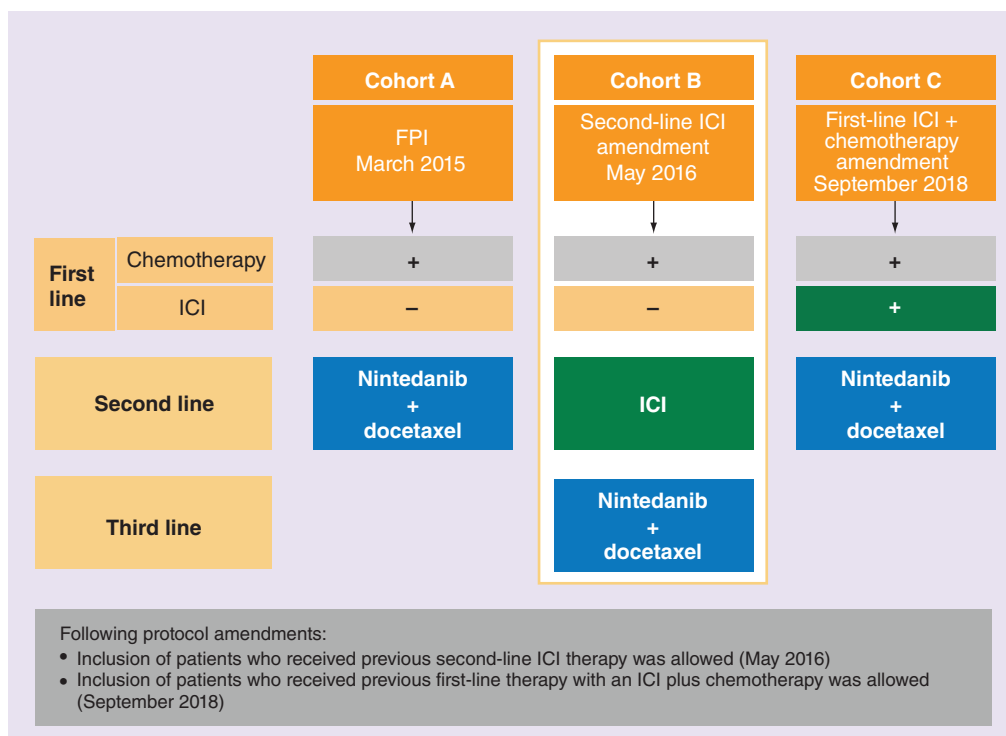 Cohort A
Cohort B
Cohort C
FPI
March 2015
Second-line ICI
amendment
May 2016
First-line ICI +
chemotherapy
amendment
September 2018
First
line
Chemotherapy
+
+
+
ICI
–
–
+
Second line
Nintedanib
+
docetaxel
ICI
Nintedanib
+
docetaxel
Third line
Nintedanib
+
docetaxel
Following protocol amendments:
• Inclusion of patients who received previous second-line ICI therapy was allowed (May 2016)
• Inclusion of patients who received previous first-line therapy with an ICI plus chemotherapy was allowed
(September 2018)